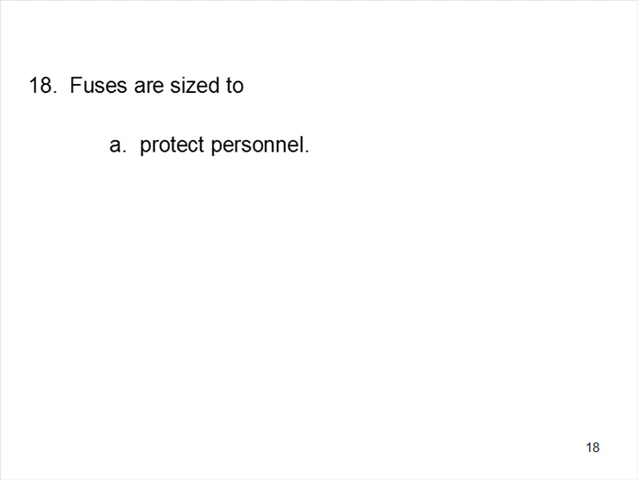 18. Fuses are sized to
a. protect personnel.
18